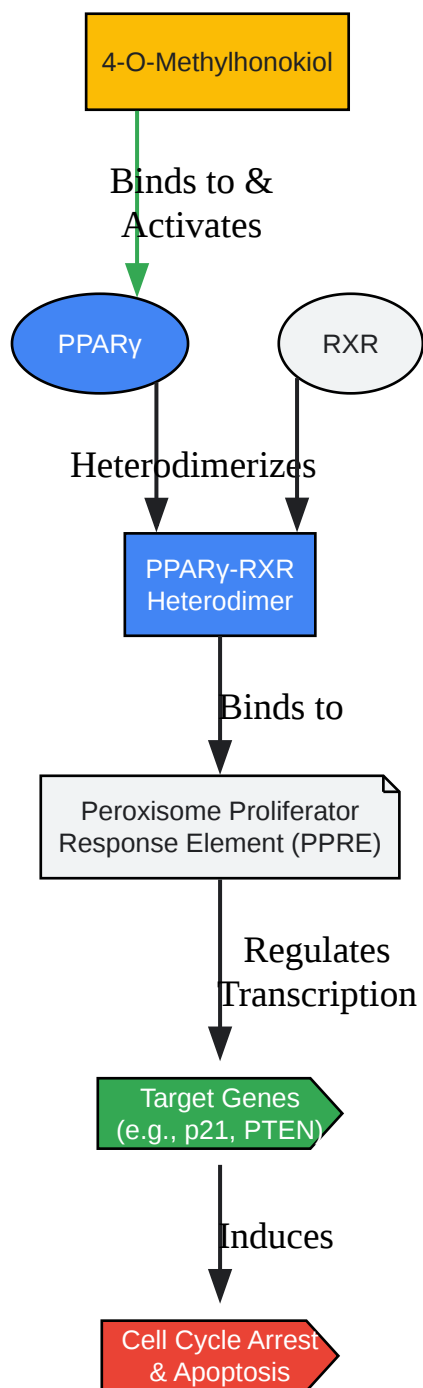 4-O-Methylhonokiol
Binds to &
Activates
PPARγ
RXR
Heterodimerizes
PPARγ-RXR
Heterodimer
Binds to
Peroxisome Proliferator
Response Element (PPRE)
Regulates
Transcription
Target Genes
(e.g., p21, PTEN)
Induces
Cell Cycle Arrest
& Apoptosis